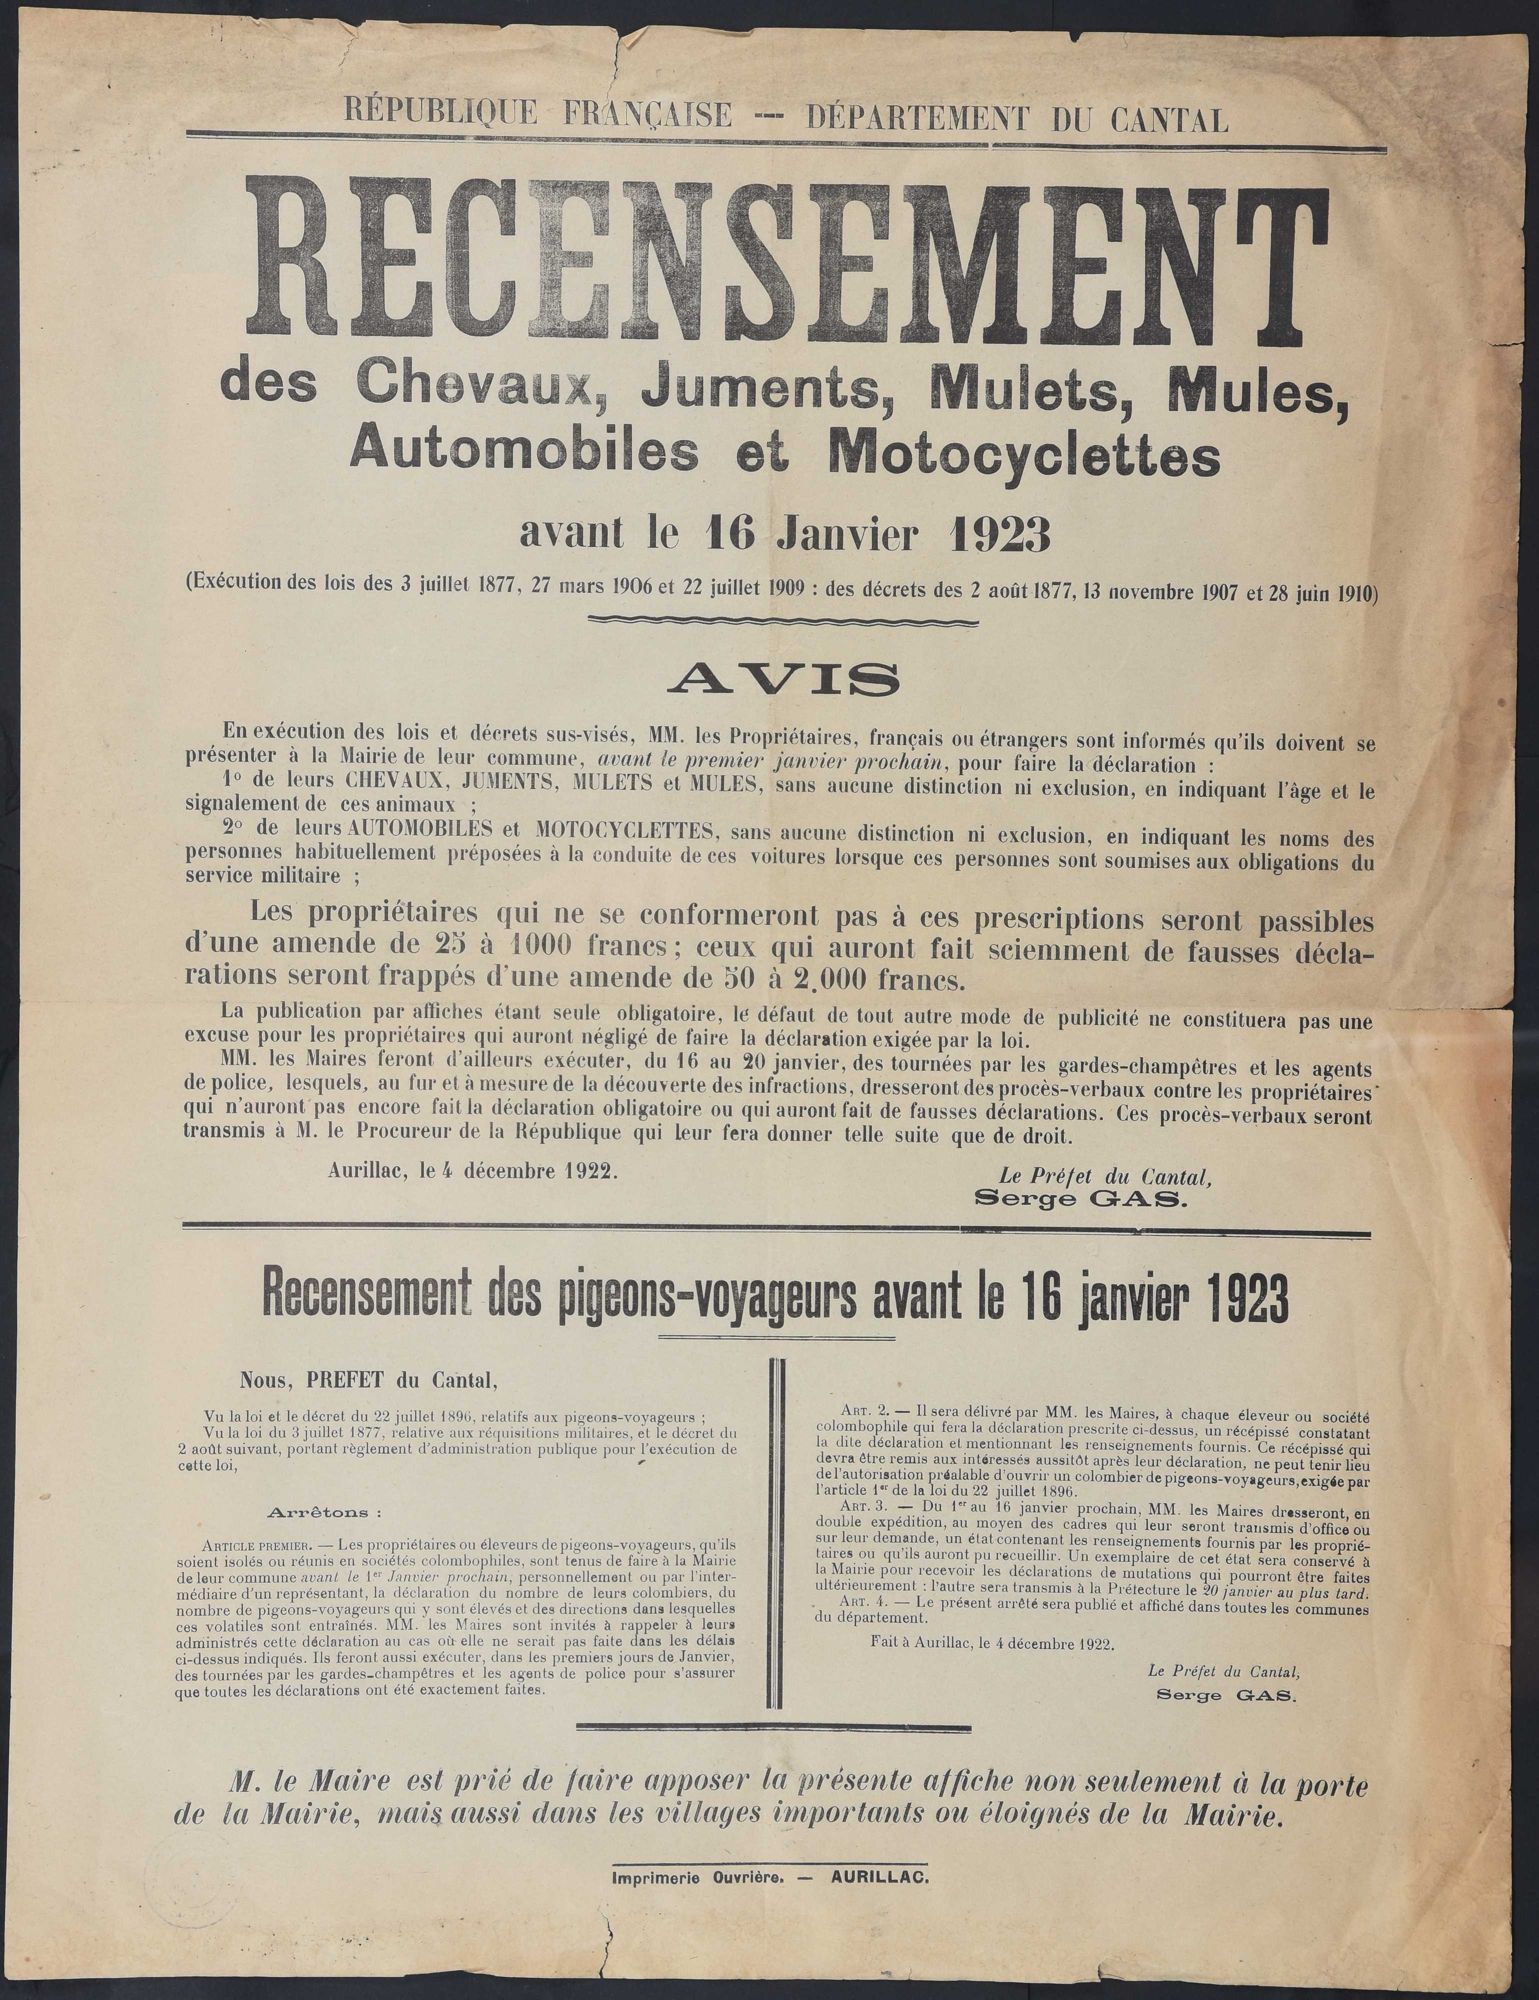 RÉPUBLIQUE FRANÇAISE --- DÉPARTEMENT DU CANTAL
RECENSEMENT
des Chevaux, Juments, Mulets, Mules,
Automobiles et Motocyclettes
avant le 16 Janvier 1923
(Exécution des lois des 3 juillet 1877, 27 mars 1906 et 22 juillet 1909 : des décrets des 2 août 1877, 13 novembre 1907 et 28 juin 1910)
AVIS
En exécution des lois et décrets sus-visés, MM. les Propriétaires, français ou étrangers sont informés qu'ils doivent se
présenter à la Mairie de leur commune, avant le premier janvier prochain, pour faire la déclaration :
1º de leurs CHEVAUX, JUMENTS, MULETS et MULES, sans aucune distinction ni exclusion, en indiquant l'âge et le
signalement de ces animaux ;
2º de leurs AUTOMOBILES et MOTOCYCLETTES, sans aucune distinction ni exclusion, en indiquant les noms des
personnes habituellement préposées à la conduite de ces voitures lorsque ces personnes sont soumises aux obligations du
service militaire ;
Les propriétaires qui ne se conformeront pas à ces prescriptions seront passibles
d'une amende de 25 à 1000 francs ; ceux qui auront fait sciemment de fausses décla-
rations seront frappés d'une amende de 50 à 2.000 francs.
La publication par affiches étant seule obligatoire, le défaut de tout autre mode de publicité ne constituera pas une
excuse pour les propriétaires qui auront négligé de faire la déclaration exigée par la loi.
MM. les Maires feront d'ailleurs exécuter, du 16 au 20 janvier, des tournées par les gardes-champêtres et les agents
de police, lesquels, au fur et à mesure de la découverte des infractions, dresseront des procès-verbaux contre les propriétaires
qui n'auront pas encore fait la déclaration obligatoire ou qui auront fait de fausses déclarations. Ces procès-verbaux seront
transmis à M. le Procureur de la République qui leur fera donner telle suite que de droit.
Aurillac, le 4 décembre 1922.
Le Préfet du Cantal,
Serge GAS.
Recensement des pigeons-voyageurs avant le 16 janvier 1923
Nous, PREFET du Cantal,
Vu la loi et le décret du 22 juillet 1896, relatifs aux pigeons-voyageurs ;
Vu la loi du 3 juillet 1877, relative aux réquisitions militaires, et le décret du
2 août suivant, portant règlement d'administration publique pour l'exécution de
cette loi,
Arrêtons :
ARTICLE PREMIER. — Les propriétaires ou éleveurs de pigeons-voyageurs, qu'ils
soient isolés ou réunis en sociétés colombophiles, sont tenus de faire à la Mairie
de leur commune avant le 1er Janvier prochain, personnellement ou par l'inter-
médiaire d'un représentant, la déclaration du nombre de leurs colombiers, du
nombre de pigeons-voyageurs qui y sont élevés et des directions dans lesquelles
ces volatiles sont entraînés. MM. les Maires sont invités à rappeler à leurs
administrés cette déclaration au cas où elle ne serait pas faite dans les délais
ci-dessus indiqués. Ils feront aussi exécuter, dans les premiers jours de Janvier,
des tournées par les gardes-champêtres et les agents de police pour s'assurer
que toutes les déclarations ont été exactement faites.
ART. 2. — Il sera délivré par MM. les Maires, à chaque éleveur ou société
colombophile qui fera la déclaration prescrite ci-dessus, un récépissé constatant
la dite déclaration et mentionnant les renseignements fournis. Ce récépissé qui
devra être remis aux intéressés aussitôt après leur déclaration, ne peut tenir lieu
de l'autorisation préalable d'ouvrir un colombier de pigeons-voyageurs, exigée par
l'article 1er de la loi du 22 juillet 1896.
ART. 3. — Du 1er au 16 janvier prochain, MM. les Maires dresseront, en
double expédition, au moyen des cadres qui leur seront transmis d'office ou
sur leur demande, un état contenant les renseignements fournis par les proprié-
taires ou qu'ils auront pu recueillir. Un exemplaire de cet état sera conservé à
la Mairie pour recevoir les déclarations de mutations qui pourront être faites
ultérieurement : l'autre sera transmis à la Prétecture le 20 janvier au plus tard.
ART. 4. — Le présent arrêté sera publié et affiché dans toutes les communes
du département.
Fait à Aurillac, le 4 décembre 1922.
Le Préfet du Cantal,
Serge GAS.
M. le Maire est prié de faire apposer la présente affiche non seulement à la porte
de la Mairie, mais aussi dans les villages importants ou éloignés de la Mairie.
Imprimerie Ouvrière. — AURILLAC.